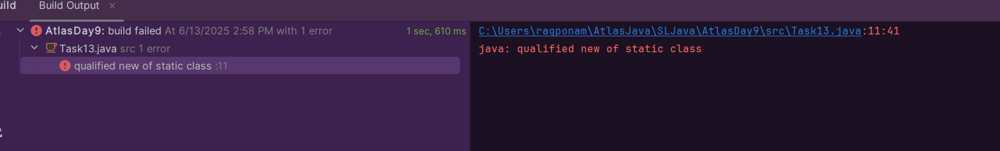 uild Build Output ×
AtlasDay9: build failed At 6/13/2025 2:58 PM with 1 error 1 sec, 610 ms
Task13.java src 1 error
qualified new of static class :11
C:\Users\raqponam\AtlasJava\SLJava\AtlasDay9\src\Task13.java:11:41
java: qualified new of static class